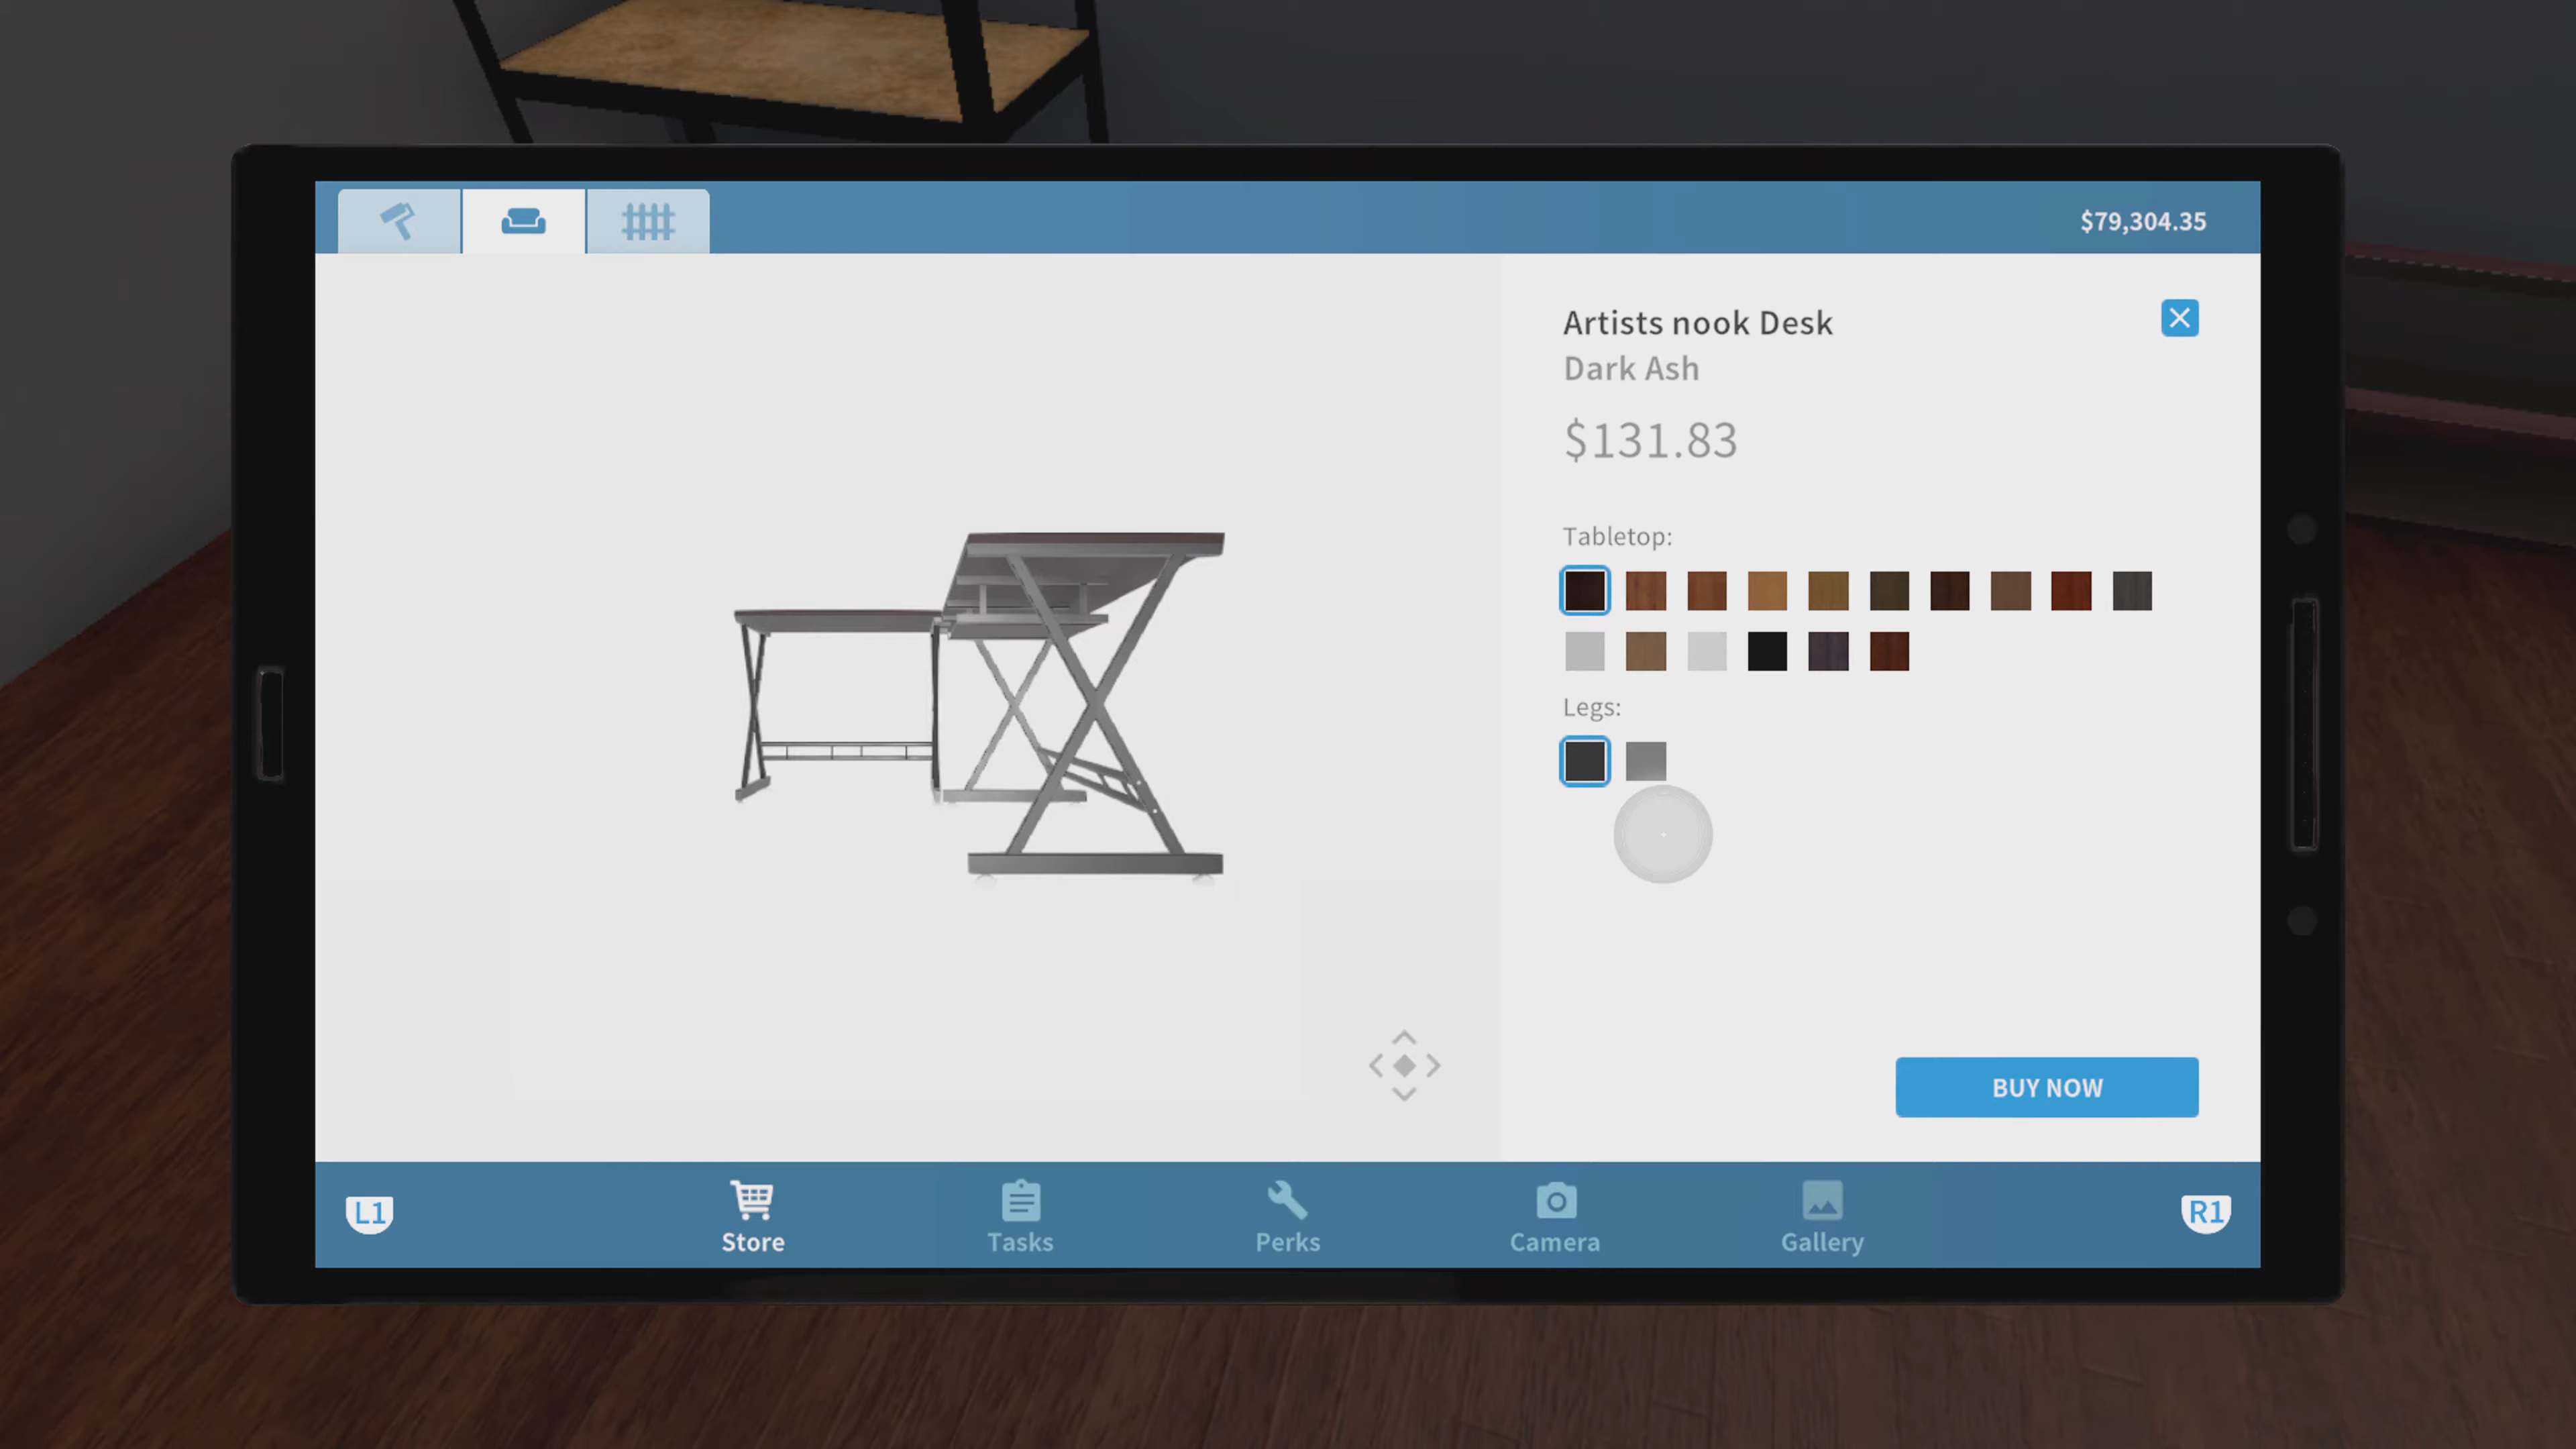 $79,304.35
Artists nook Desk
Dark Ash
$131.83
Tabletop:
Legs:
BUY NOW
L1
Store
Tasks
Perks
Camera
Gallery
R1